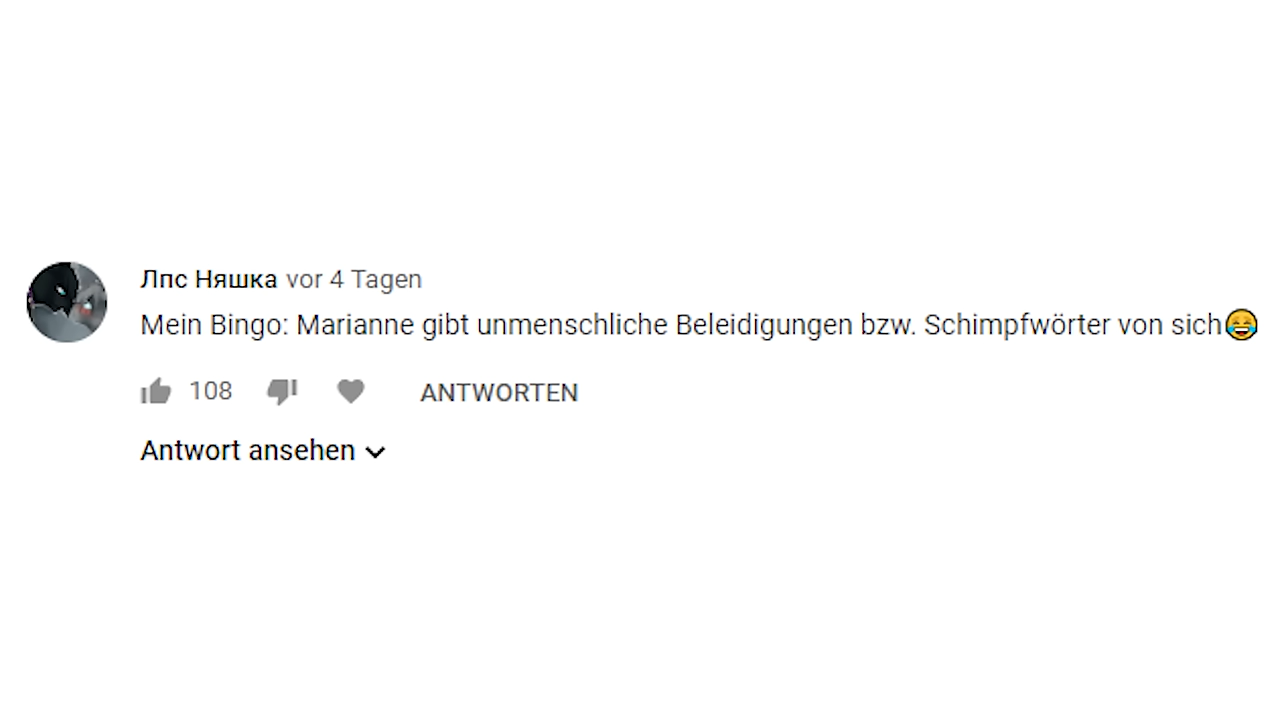 Лпс Няшка vor 4 Tagen
Mein Bingo: Marianne gibt unmenschliche Beleidigungen bzw. Schimpfwörter von sich😂
108 ANTWORTEN
Antwort ansehen